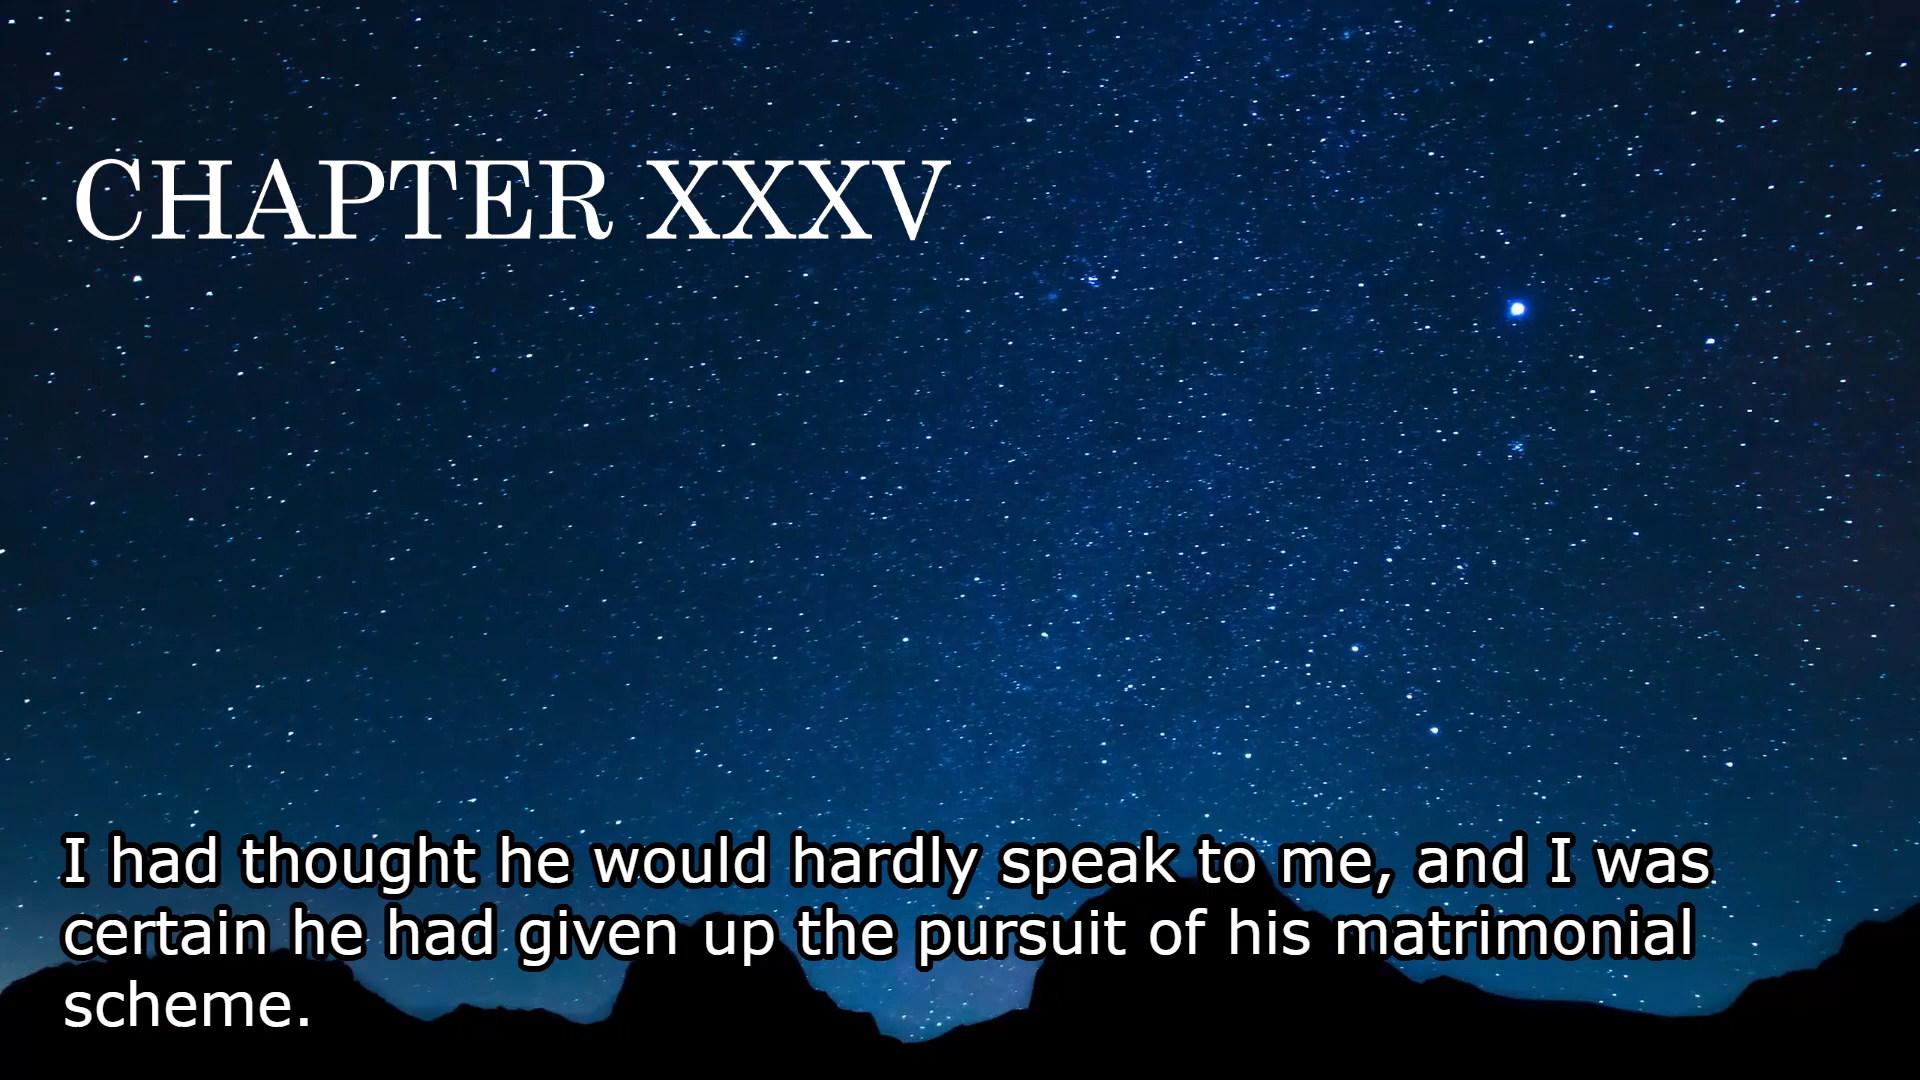 CHAPTER XXXV
I had thought he would hardly speak to me, and I was
certain he had given up the pursuit of his matrimonial
scheme.